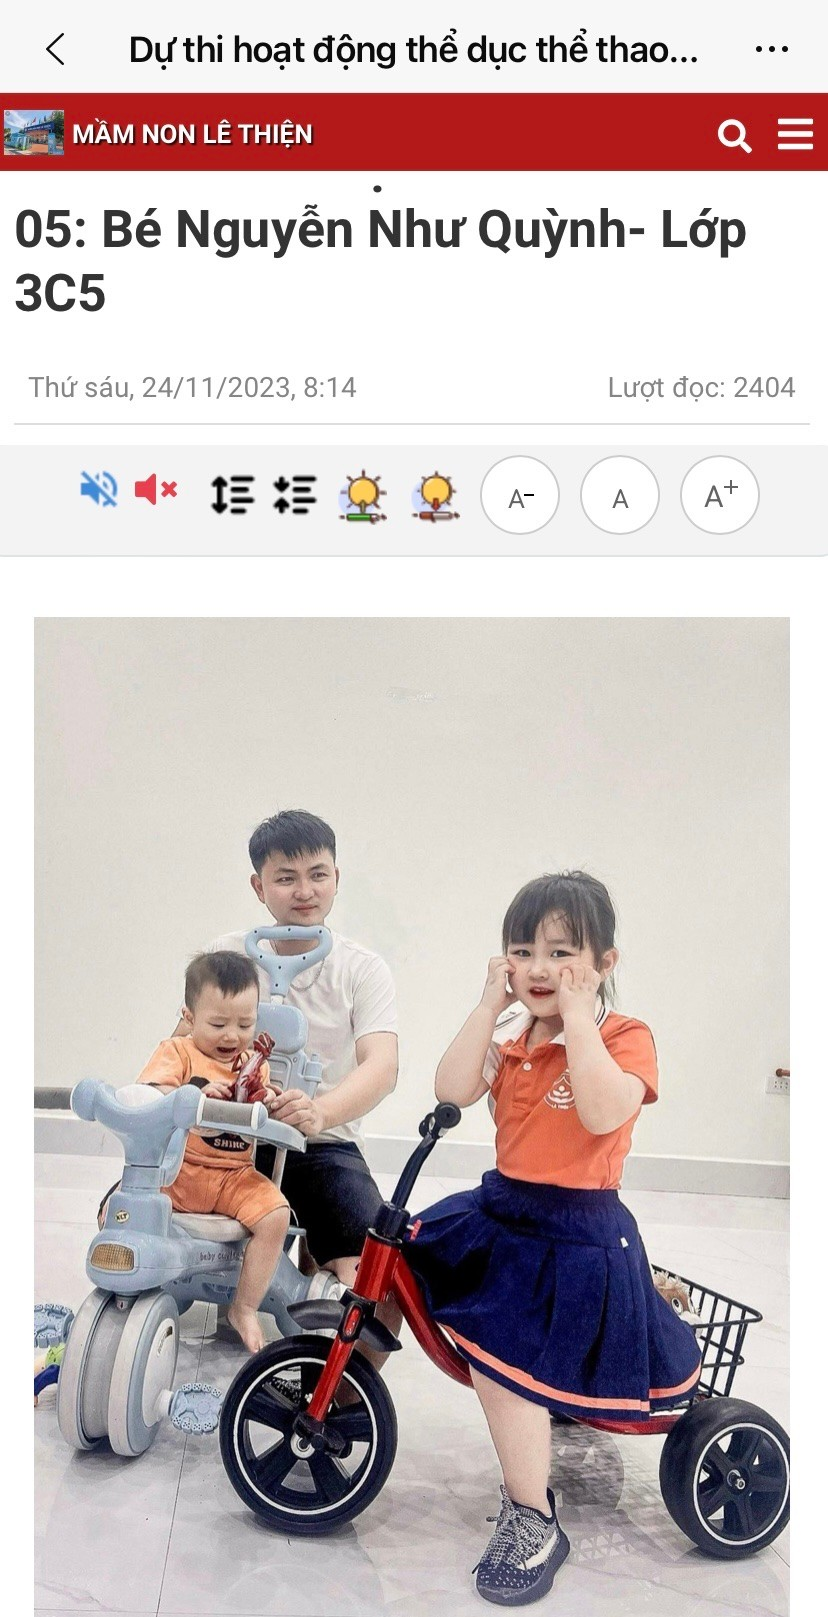 Dự thi hoạt động thể dục thể thao...
MẦM NON LÊ THIỆN
05: Bé Nguyễn Như Quỳnh- Lớp
3C5
Thứ sáu, 24/11/2023, 8:14
Lượt đọc: 2404
A-
A
A+
SHINE